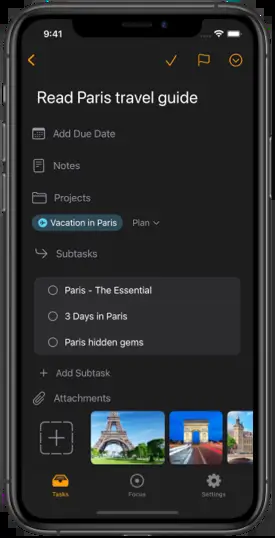 9:41
Read Paris travel guide
Add Due Date
Notes
Projects
Vacation in Paris Plan
Subtasks
Paris - The Essential
3 Days in Paris
Paris hidden gems
Add Subtask
Attachments
Tasks Focus Settings